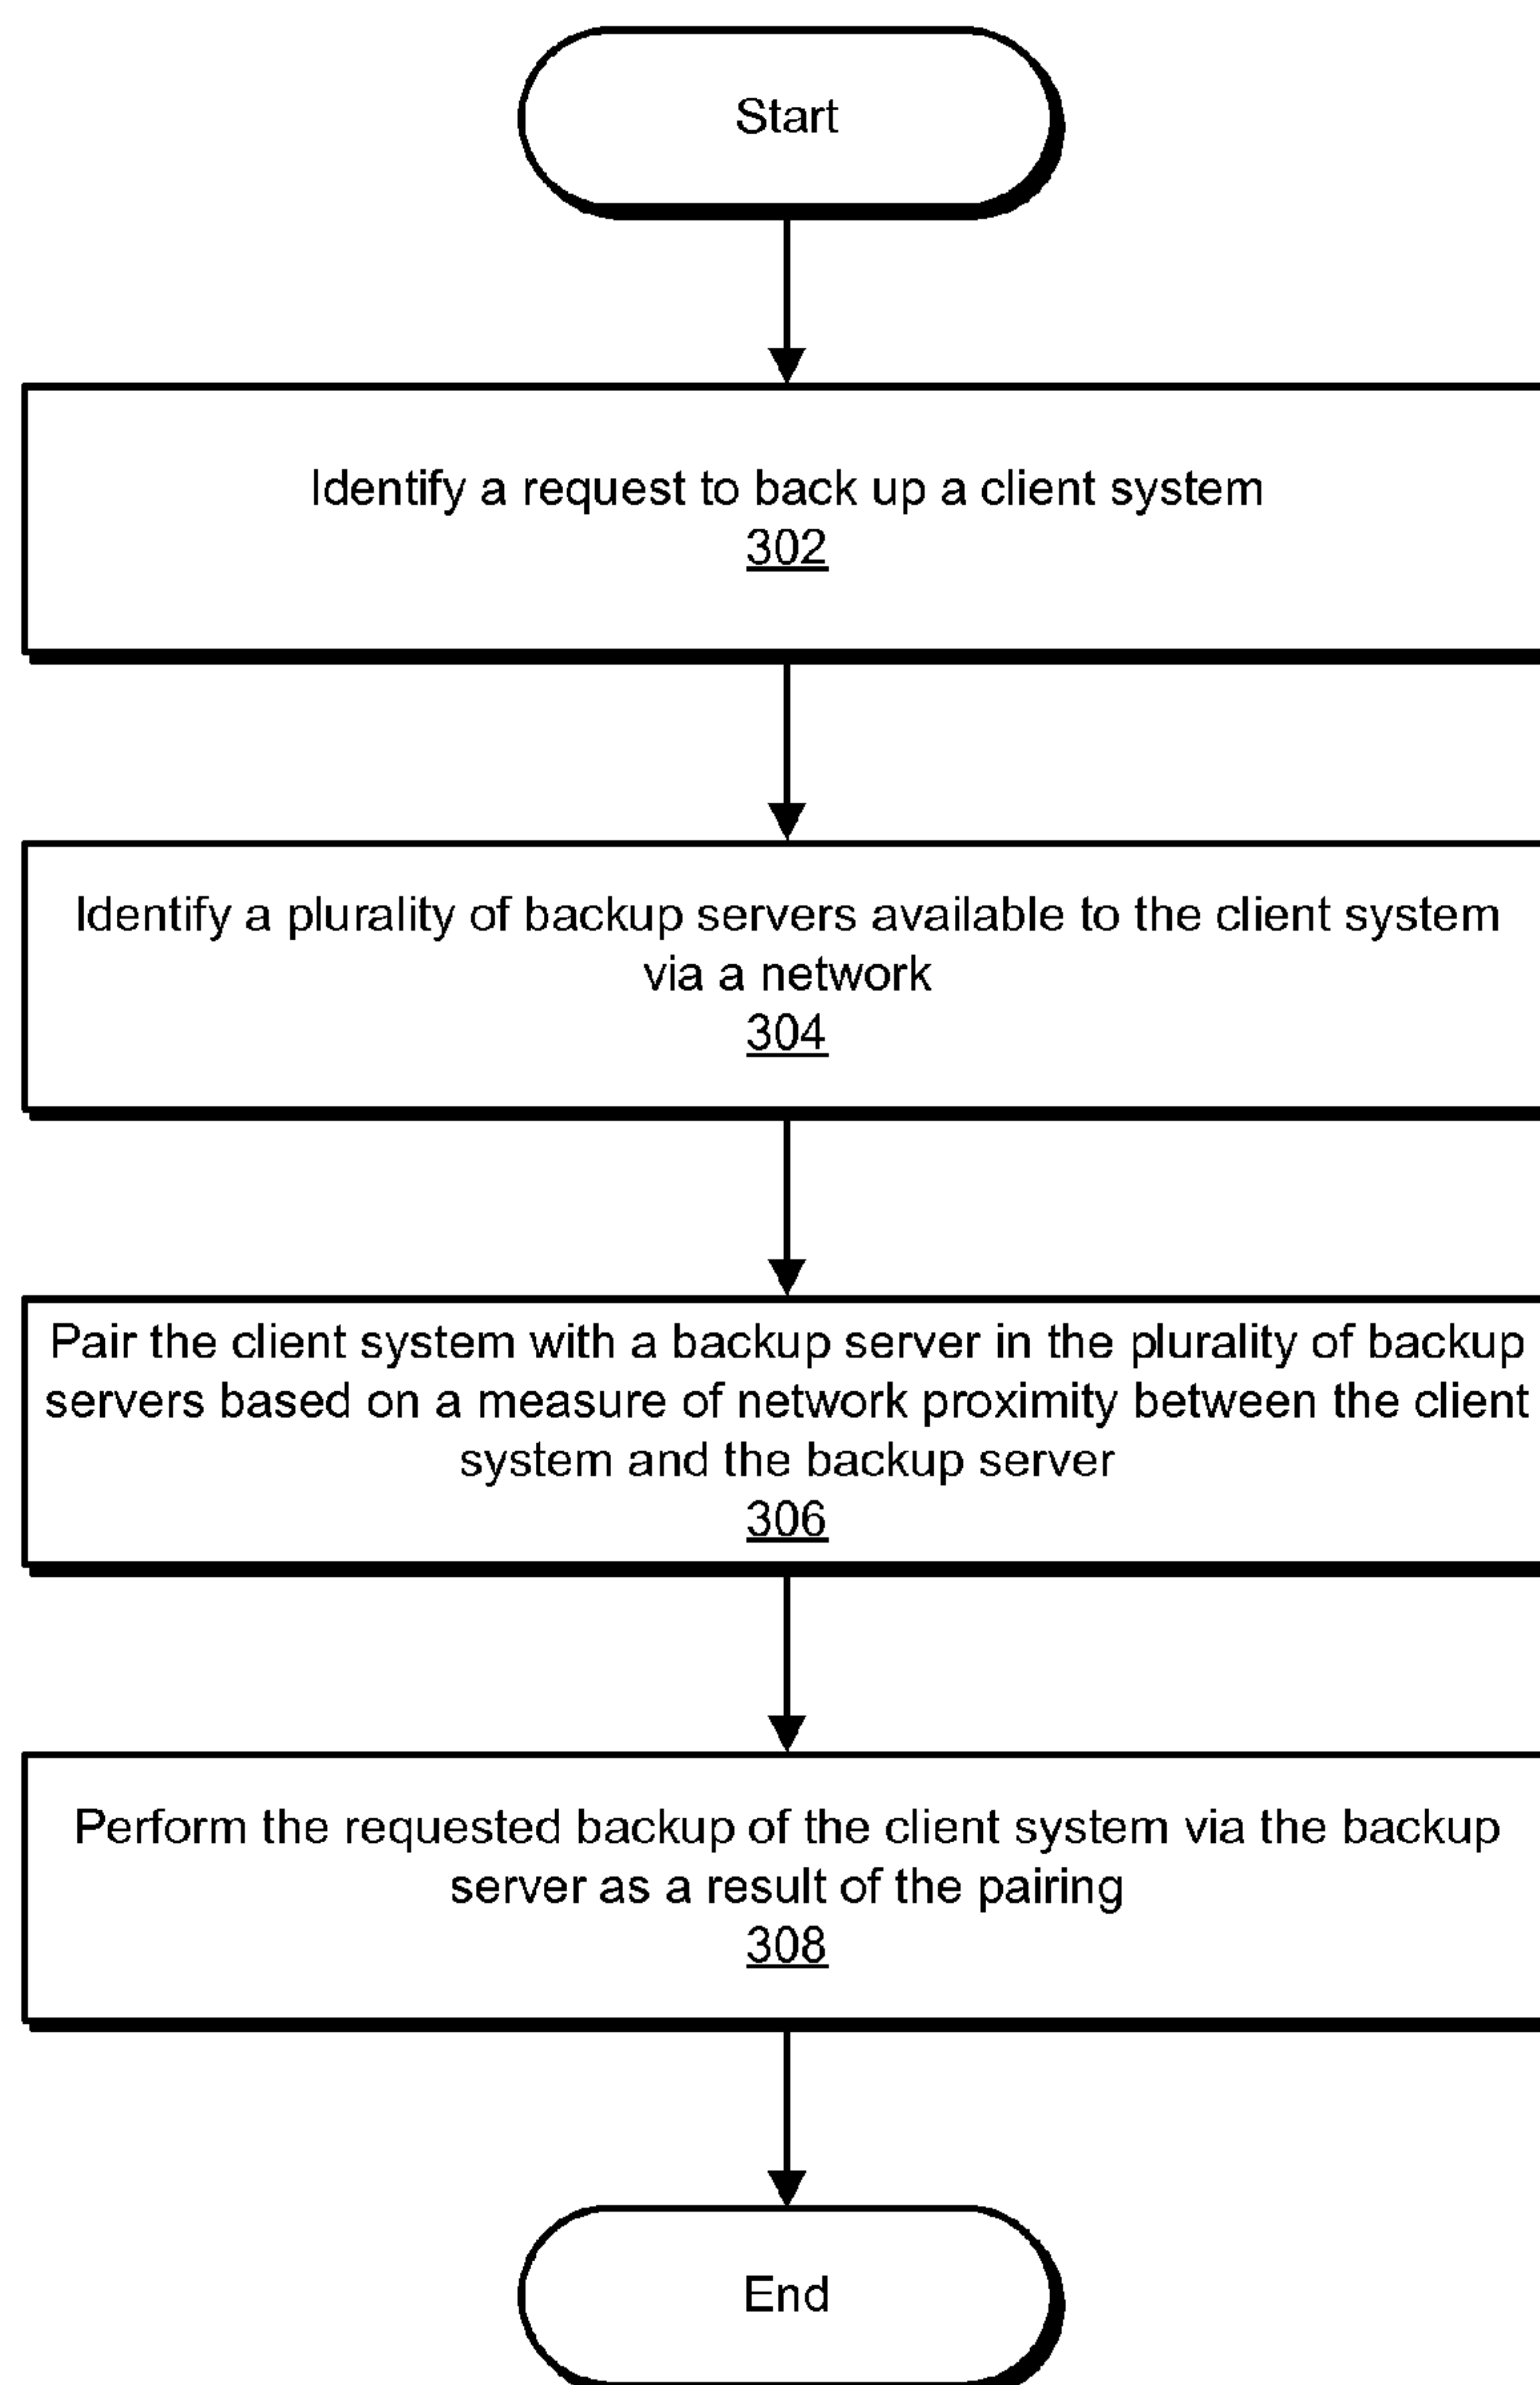 Start
Identify a request to back up a client system
302
Identify a plurality of backup servers available to the client system
via a network
304
Pair the client system with a backup server in the plurality of backup
servers based on a measure of network proximity between the client
system and the backup server
306
Perform the requested backup of the client system via the backup
server as a result of the pairing
308
End